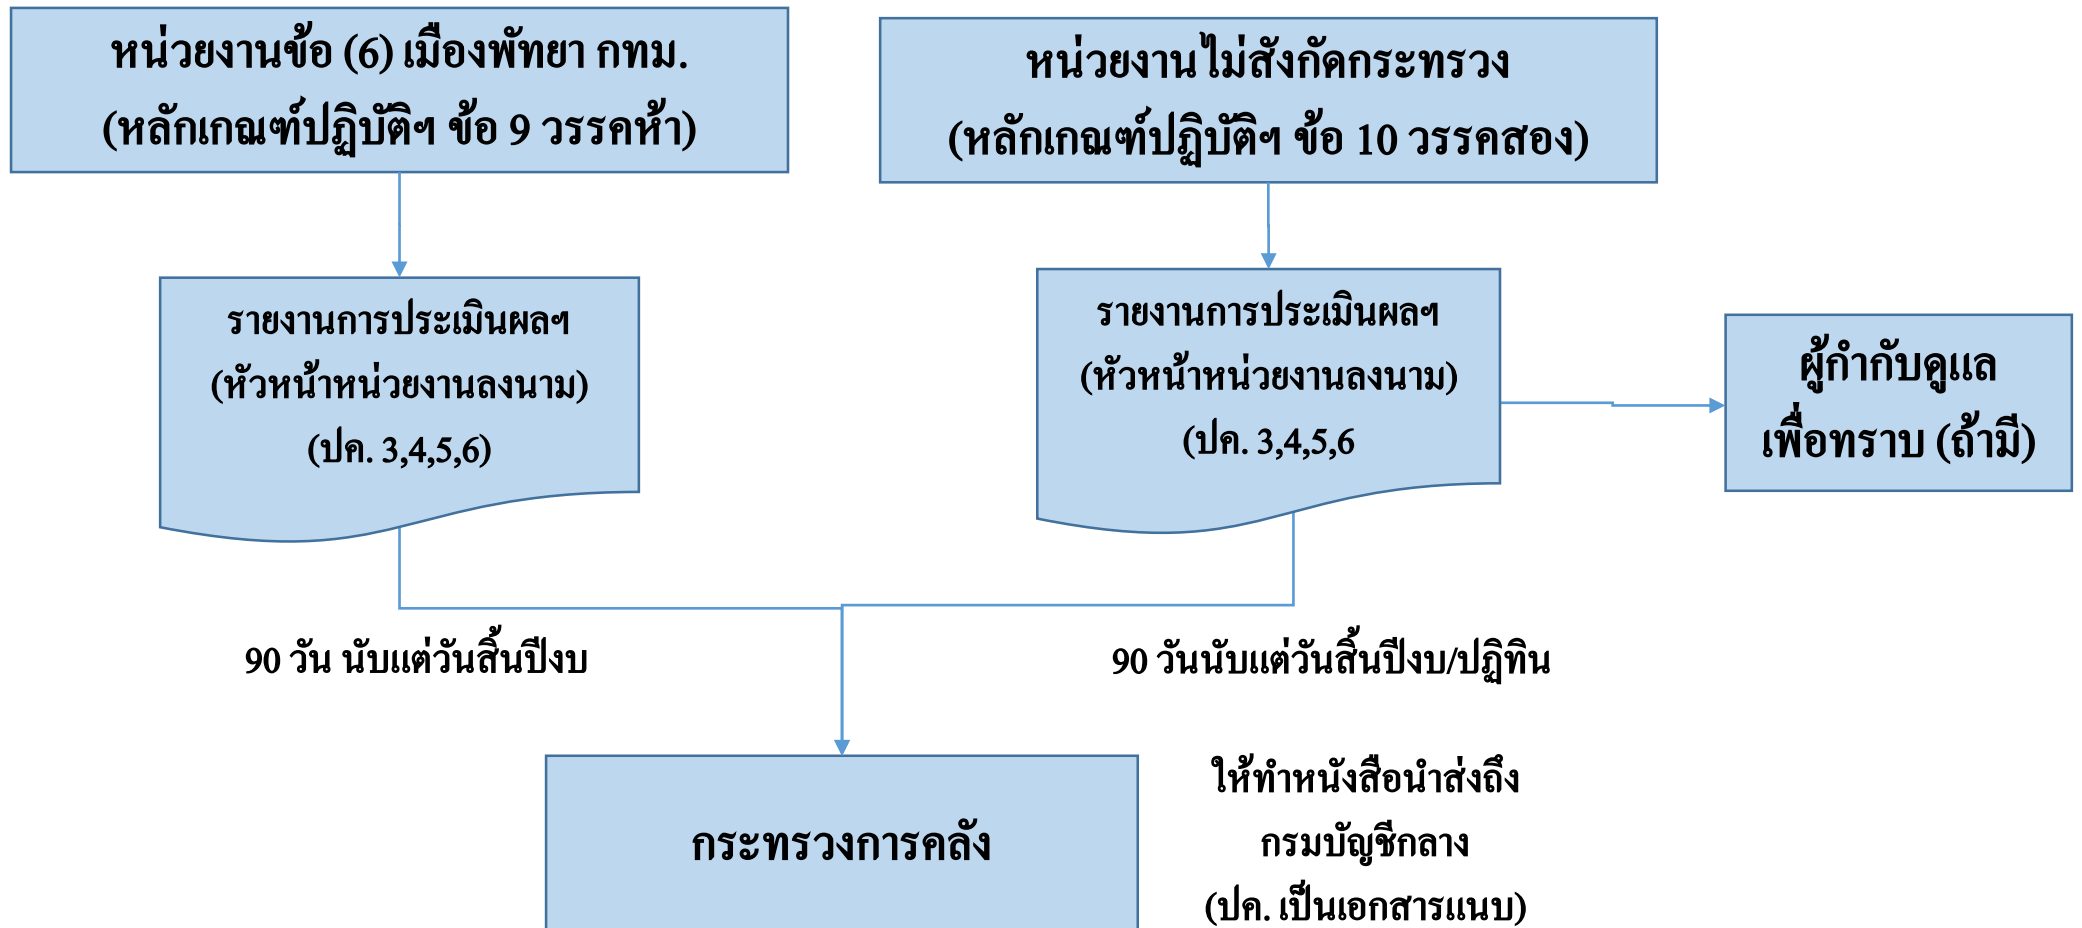 หน่วยงานข้อ (6) เมืองพัทยา กทม.
(หลักเกณฑ์ปฏิบัติฯ ข้อ 9 วรรคห้า)
หน่วยงานไม่สังกัดกระทรวง
(หลักเกณฑ์ปฏิบัติฯ ข้อ 10 วรรคสอง)
รายงานการประเมินผลฯ
(หัวหน้าหน่วยงานลงนาม)
(ปค. 3,4,5,6)
รายงานการประเมินผลฯ
(หัวหน้าหน่วยงานลงนาม)
(ปค. 3,4,5,6
ผู้กำกับดูแล
เพื่อทราบ (ถ้ามี)
90 วัน นับแต่วันสิ้นปีงบ
90 วันนับแต่วันสิ้นปีงบ/ปฏิทิน
กระทรวงการคลัง
ให้ทำหนังสือนำส่งถึง
กรมบัญชีกลาง
(ปค. เป็นเอกสารแนบ)